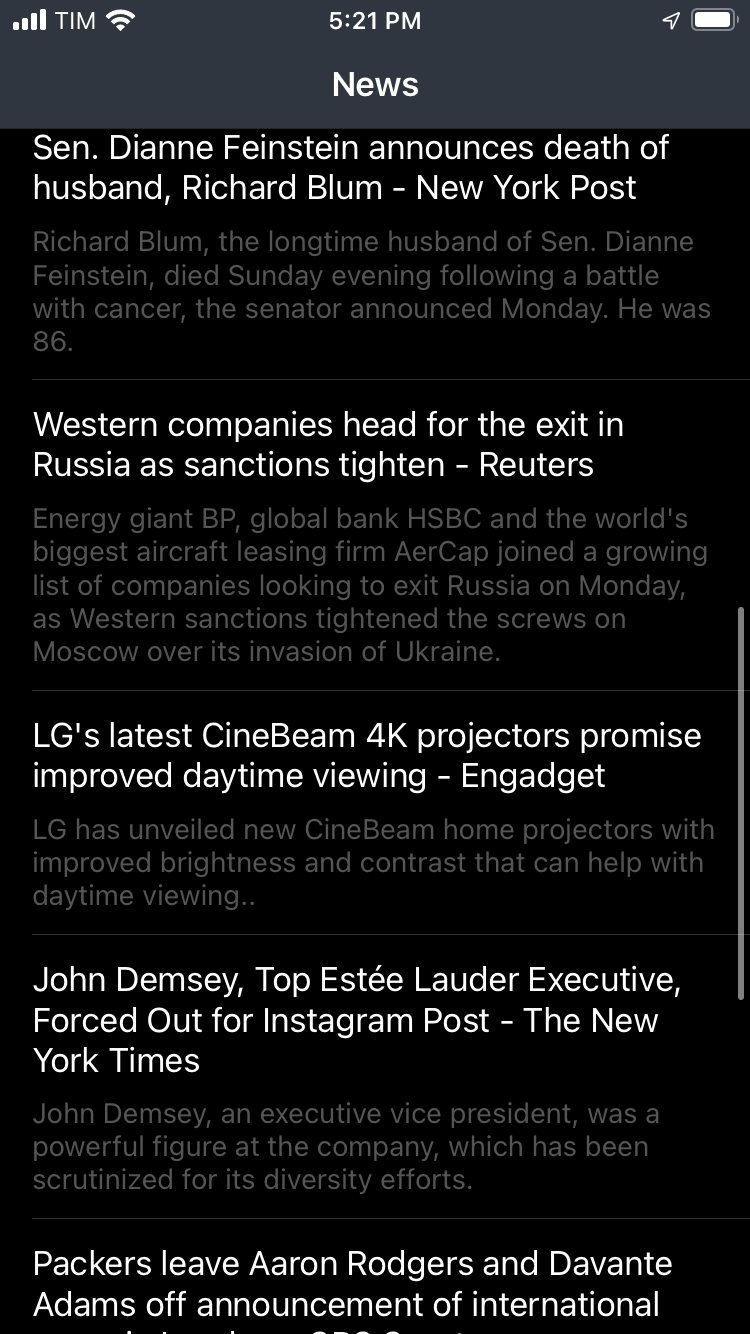 TIM 5:21 PM
News
Sen. Dianne Feinstein announces death of
husband, Richard Blum - New York Post
Richard Blum, the longtime husband of Sen. Dianne
Feinstein, died Sunday evening following a battle
with cancer, the senator announced Monday. He was
86.
Western companies head for the exit in
Russia as sanctions tighten - Reuters
Energy giant BP, global bank HSBC and the world's
biggest aircraft leasing firm AerCap joined a growing
list of companies looking to exit Russia on Monday,
as Western sanctions tightened the screws on
Moscow over its invasion of Ukraine.
LG's latest CineBeam 4K projectors promise
improved daytime viewing - Engadget
LG has unveiled new CineBeam home projectors with
improved brightness and contrast that can help with
daytime viewing..
John Demsey, Top Estée Lauder Executive,
Forced Out for Instagram Post - The New
York Times
John Demsey, an executive vice president, was a
powerful figure at the company, which has been
scrutinized for its diversity efforts.
Packers leave Aaron Rodgers and Davante
Adams off announcement of international